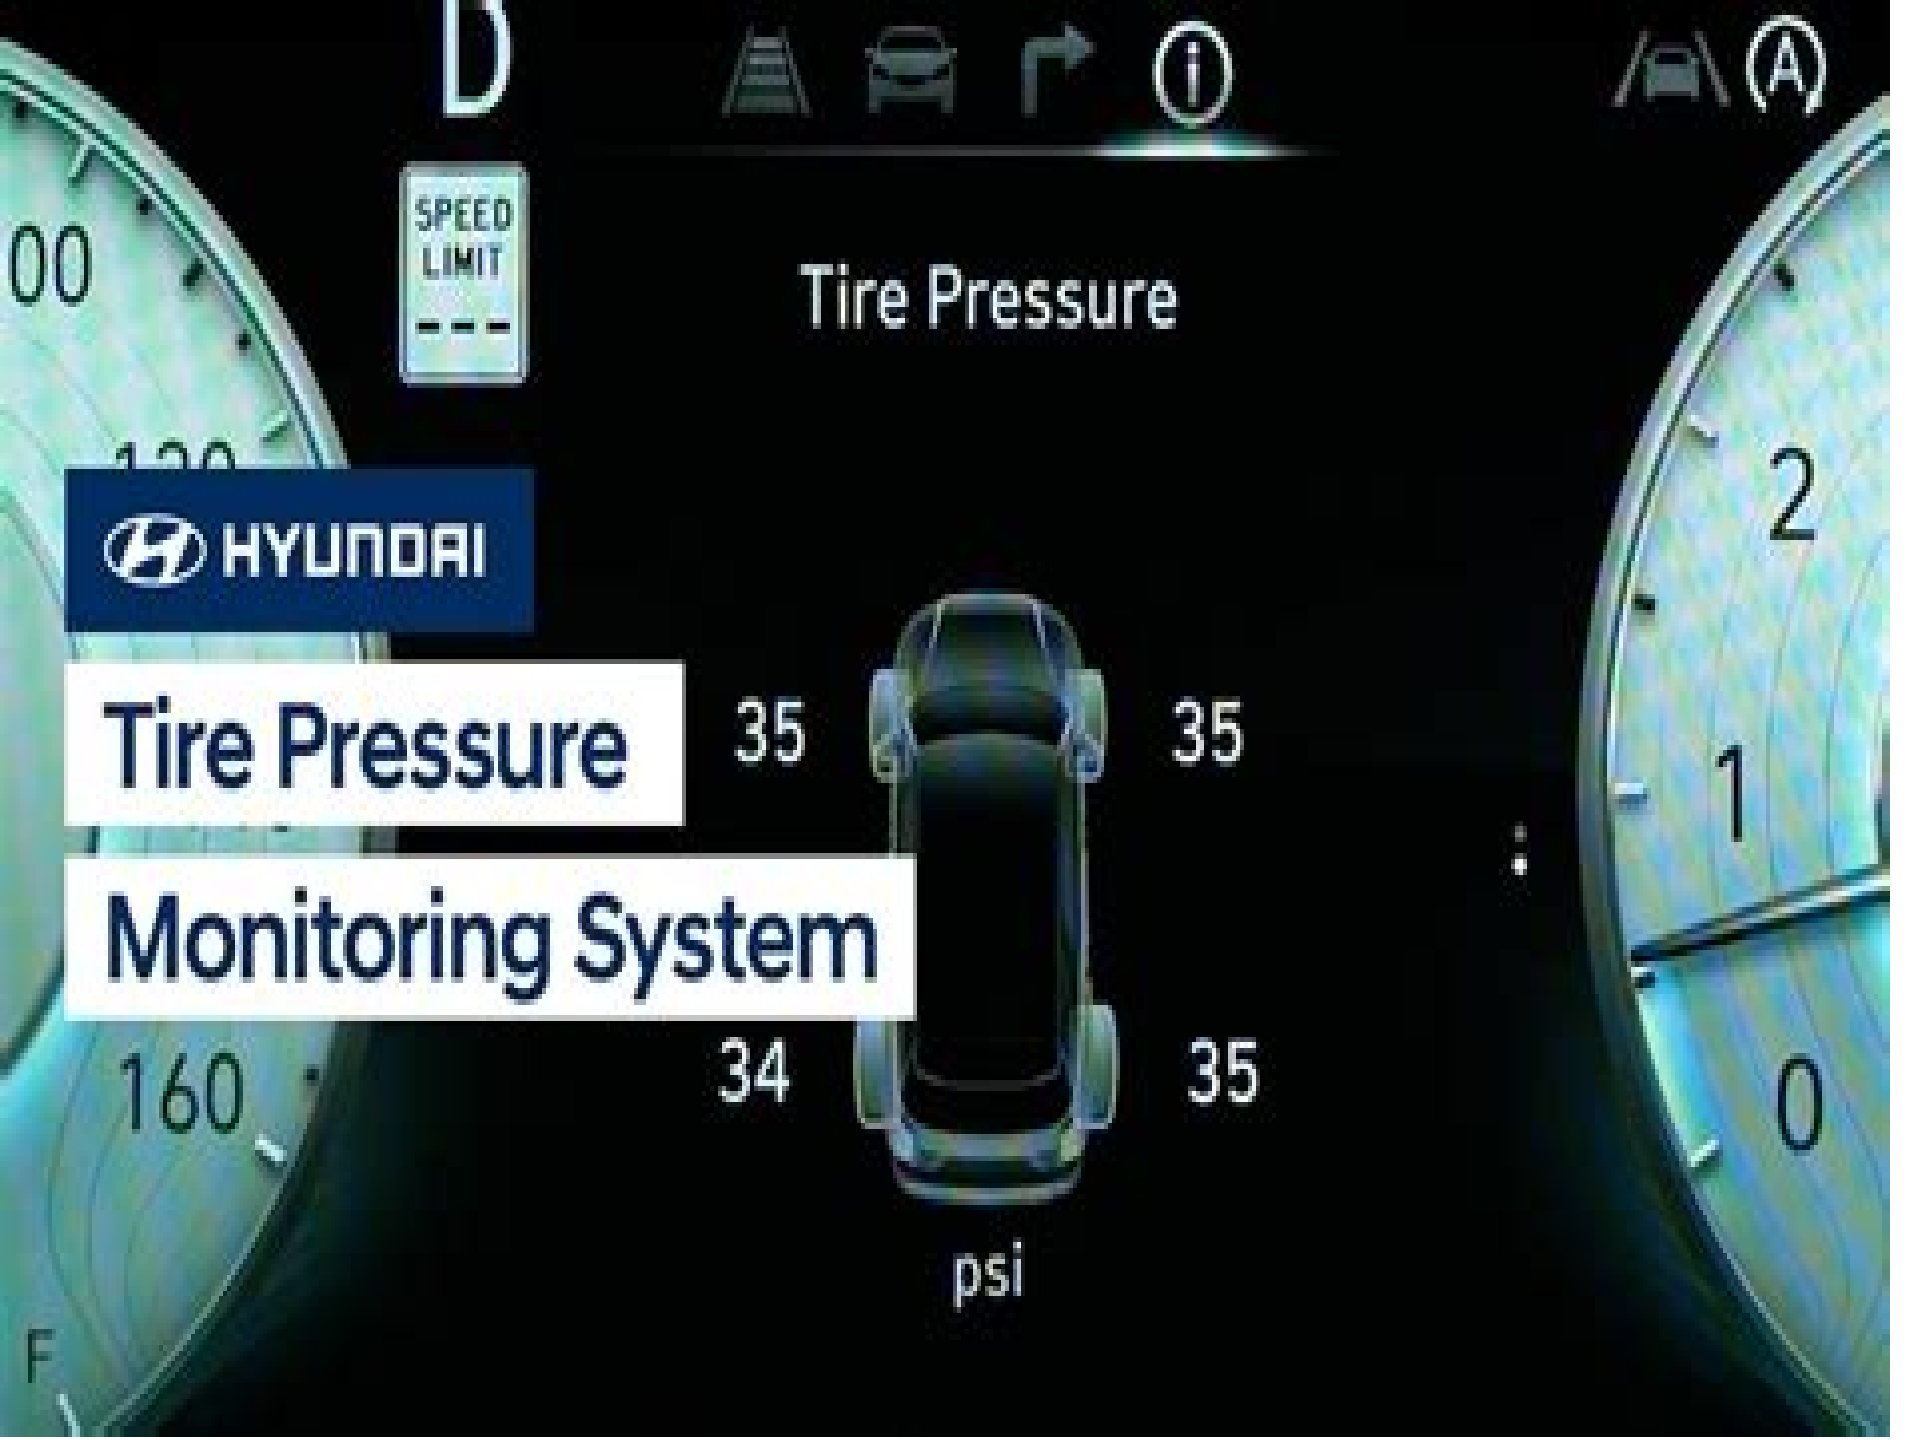 D
SPEED
LIMIT
---
Tire Pressure
00
120
HYUNDAI
Tire Pressure
Monitoring System
35
35
34
35
psi
160
F
2
1
0
A
i